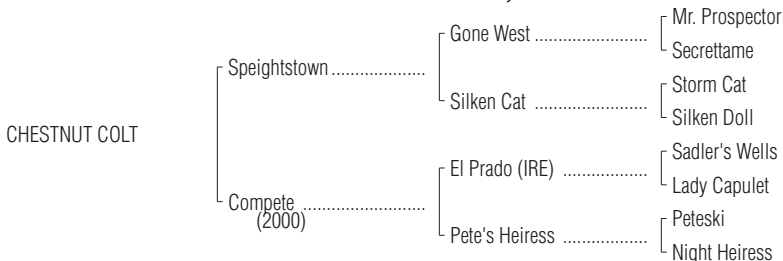 Mr. Prospector
Gone West ....................
Secrettame
Speightstown ....................
Storm Cat
Silken Cat ....................
Silken Doll
CHESTNUT COLT
Sadler's Wells
El Prado (IRE) ...............
Lady Capulet
Compete .........................
(2000)
Peteski
Pete's Heiress .................
Night Heiress